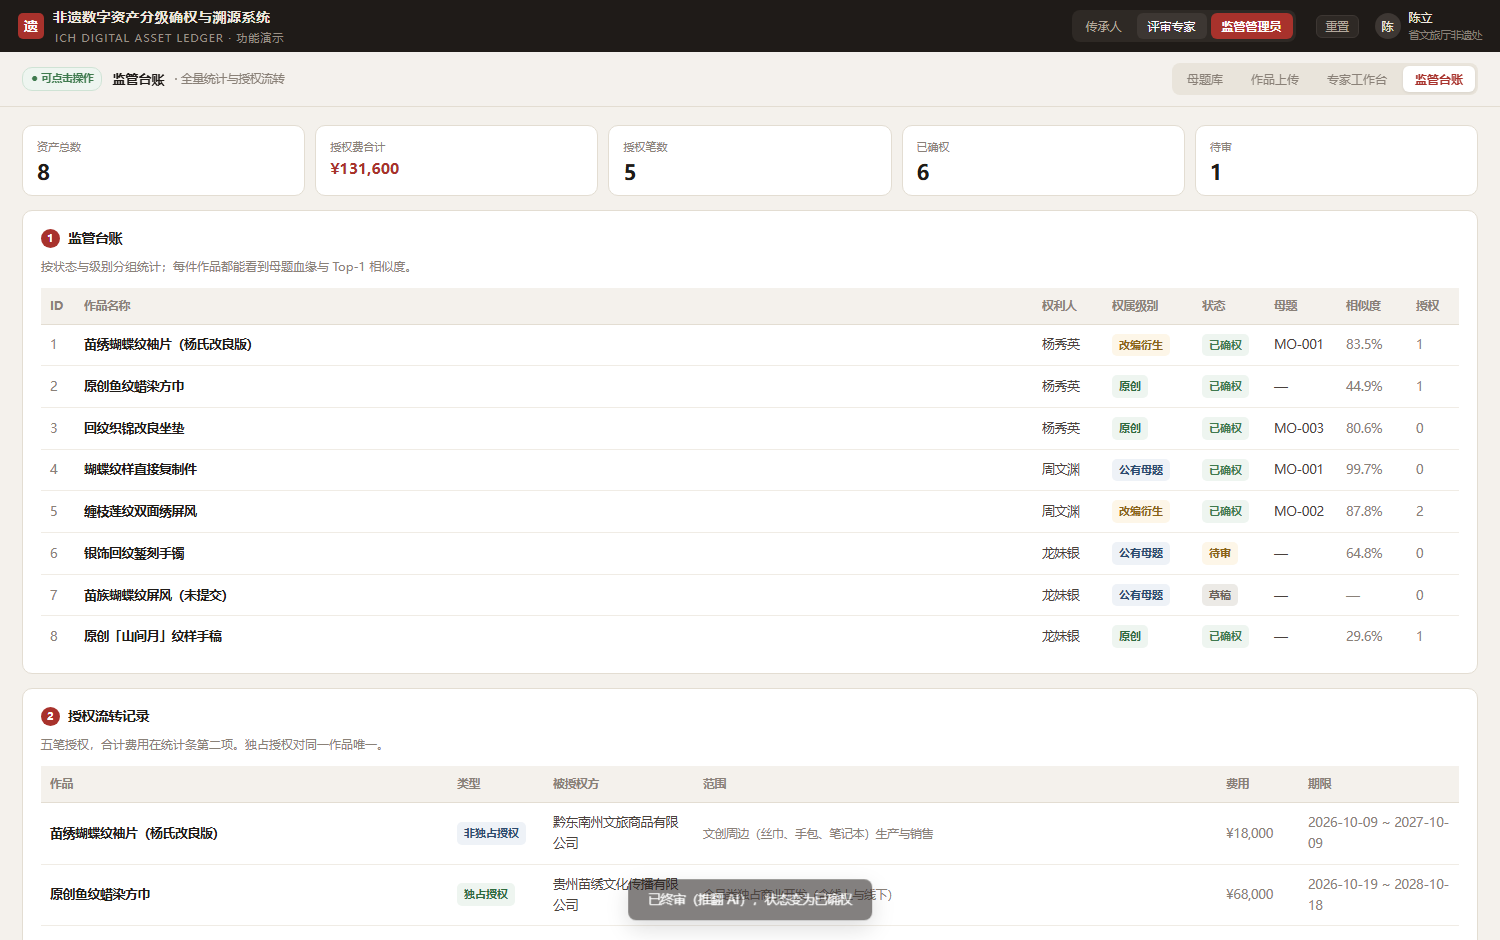 遗
非遗数字资产分级确权与溯源系统
ICH DIGITAL ASSET LEDGER · 功能演示
传承人
评审专家
监管管理员
重置
陈
陈立
省文旅厅非遗处
可点击操作
监管台账
· 全量统计与授权流转
母题库
作品上传
专家工作台
监管台账
资产总数
8
授权费合计
¥131,600
授权笔数
5
已确权
6
待审
1
1 监管台账
按状态与级别分组统计；每件作品都能看到母题血缘与 Top-1 相似度。
ID 作品名称 权利人 权属级别 状态 母题 相似度 授权
1 苗绣蝴蝶纹袖片（杨氏改良版） 杨秀英 改编衍生 已确权 MO-001 83.5% 1
2 原创鱼纹蜡染方巾 杨秀英 原创 已确权 — 44.9% 1
3 回纹织锦改良坐垫 杨秀英 原创 已确权 MO-003 80.6% 0
4 蝴蝶纹样直接复制件 周文渊 公有母题 已确权 MO-001 99.7% 0
5 缠枝莲纹双面绣屏风 周文渊 改编衍生 已确权 MO-002 87.8% 2
6 银饰回纹錾刻手镯 龙妹银 公有母题 待审 — 64.8% 0
7 苗族蝴蝶纹屏风（未提交） 龙妹银 公有母题 草稿 — — 0
8 原创「山间月」纹样手稿 龙妹银 原创 已确权 — 29.6% 1
2 授权流转记录
五笔授权，合计费用在统计条第二项。独占授权对同一作品唯一。
作品 类型 被授权方 范围 费用 期限
苗绣蝴蝶纹袖片（杨氏改良版） 非独占授权 黔东南州文旅商品有限公司 文创周边（丝巾、手包、笔记本）生产与销售 ¥18,000 2026-10-09 ~ 2027-10-09
原创鱼纹蜡染方巾 独占授权 贵州苗绣文化传播有限公司 独占商业开发 线下） ¥68,000 2026-10-19 ~ 2028-10-18
已终审（推翻 AI），状态变为已确权